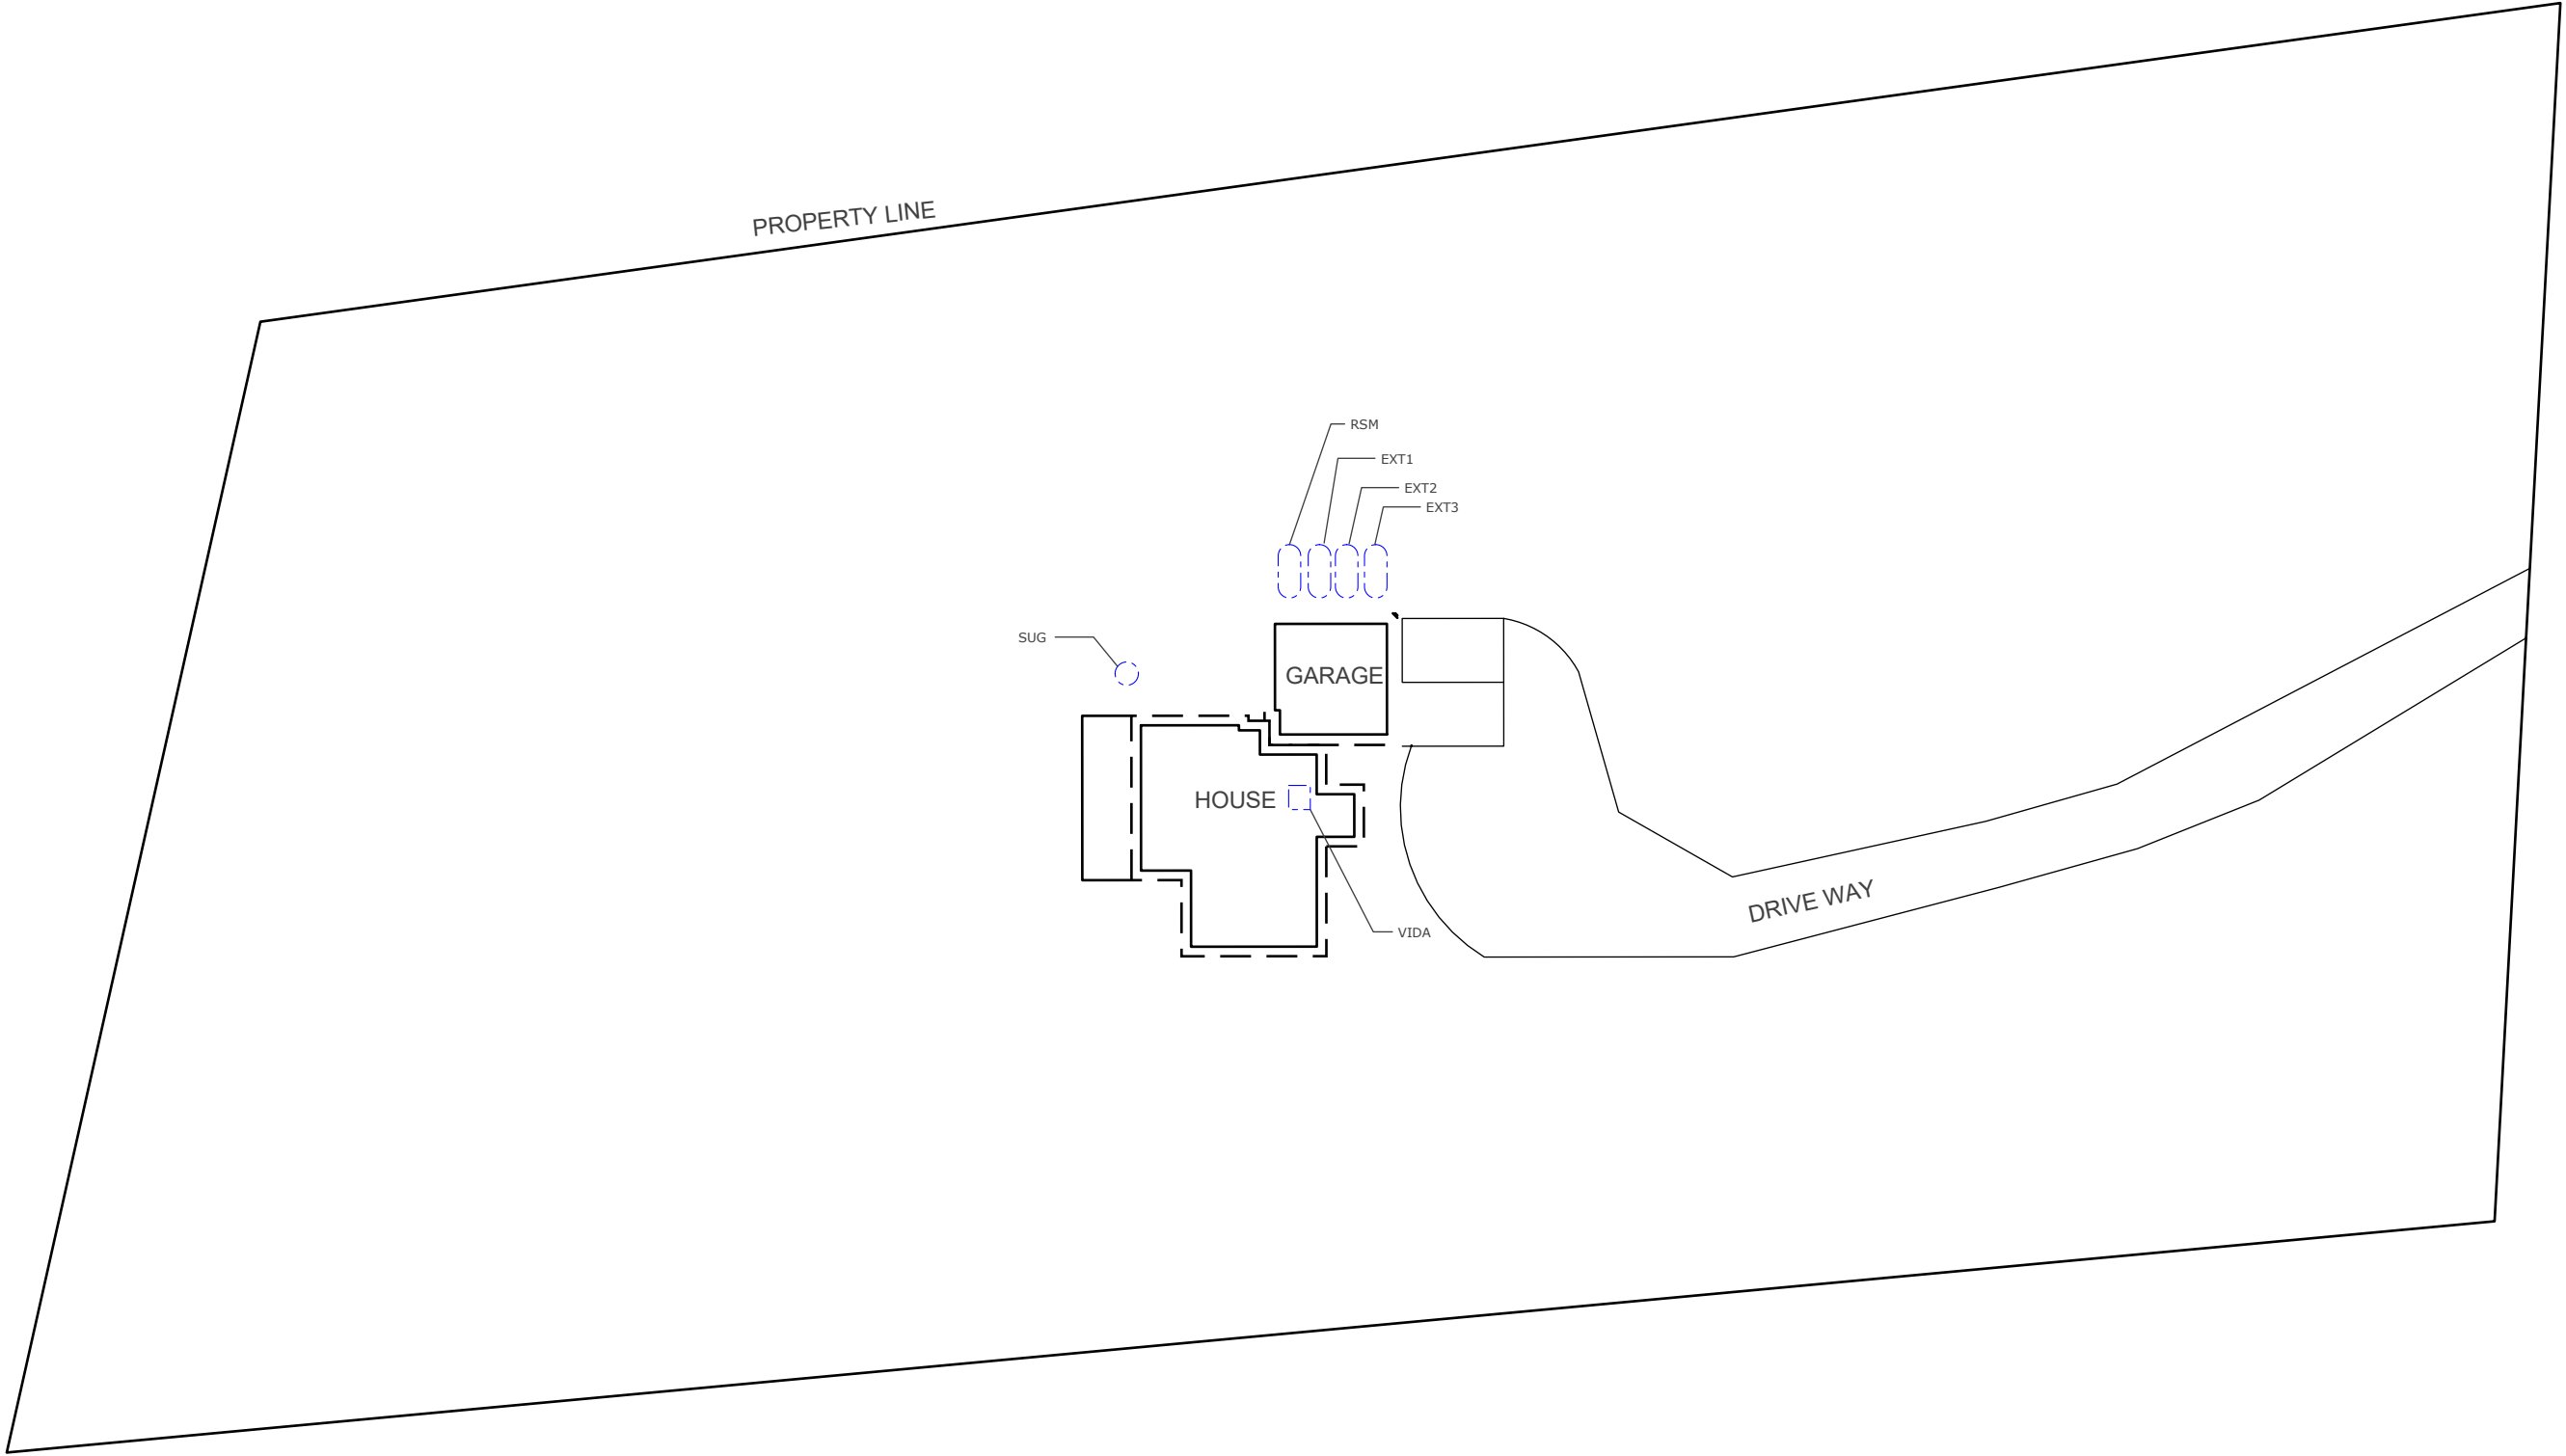 PROPERTY LINE
RSM
EXT1
EXT2
EXT3
SUG
GARAGE
HOUSE
DRIVE WAY
VIDA